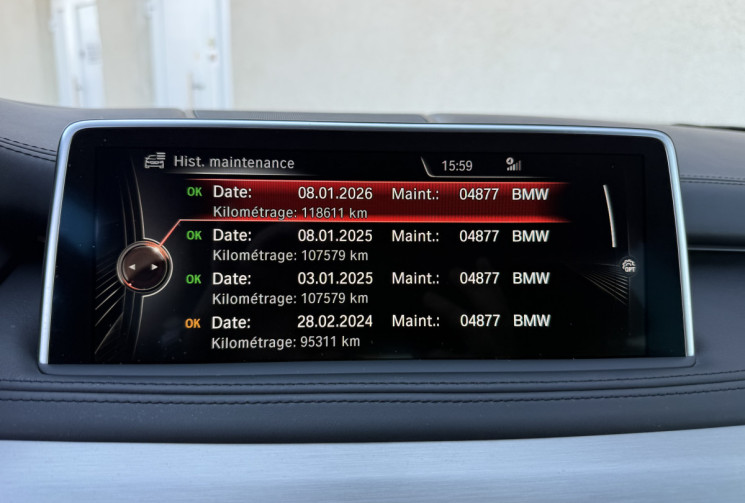 Hist. maintenance 15:59
OK Date: 08.01.2026 Maint.: 04877 BMW
Kilométrage: 118611 km
OK Date: 08.01.2025 Maint.: 04877 BMW
Kilométrage: 107579 km
OK Date: 03.01.2025 Maint.: 04877 BMW
Kilométrage: 107579 km
OK Date: 28.02.2024 Maint.: 04877 BMW
Kilométrage: 95311 km